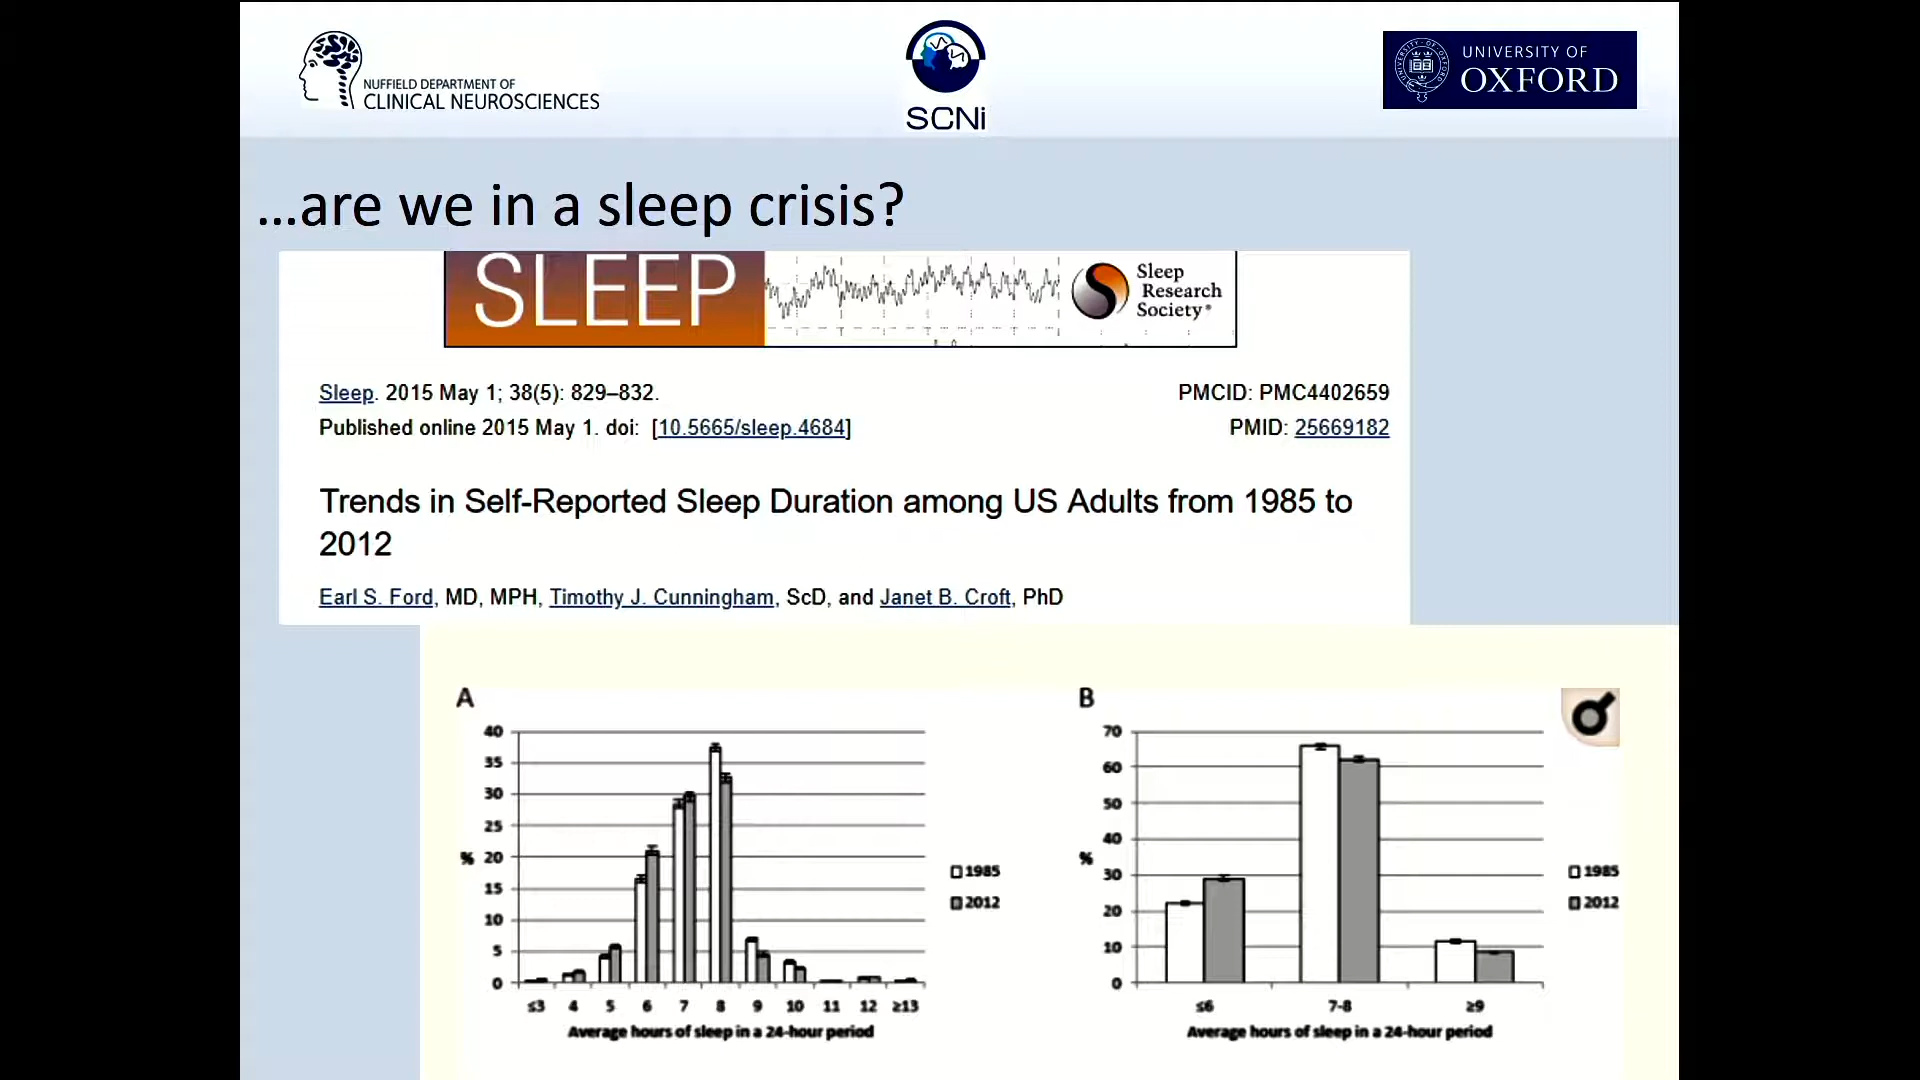 NUFFIELD DEPARTMENT OF
CLINICAL NEUROSCIENCES
SCNi
UNIVERSITY OF
OXFORD
...are we in a sleep crisis?
SLEEP
Sleep
Research
Society®
Sleep. 2015 May 1; 38(5): 829–832.
PMCID: PMC4402659
Published online 2015 May 1. doi: [10.5665/sleep.4684]
PMID: 25669182
Trends in Self-Reported Sleep Duration among US Adults from 1985 to
2012
Earl S. Ford, MD, MPH, Timothy J. Cunningham, ScD, and Janet B. Croft, PhD
A
40
35
30
25
% 20
15
10
5
0
≤3 4 5 6 7 8 9 10 11 12 ≥13
Average hours of sleep in a 24-hour period
1985
2012
B
70
60
50
40
%
30
20
10
0
≤6 7-8 ≥9
Average hours of sleep in a 24-hour period
1985
2012